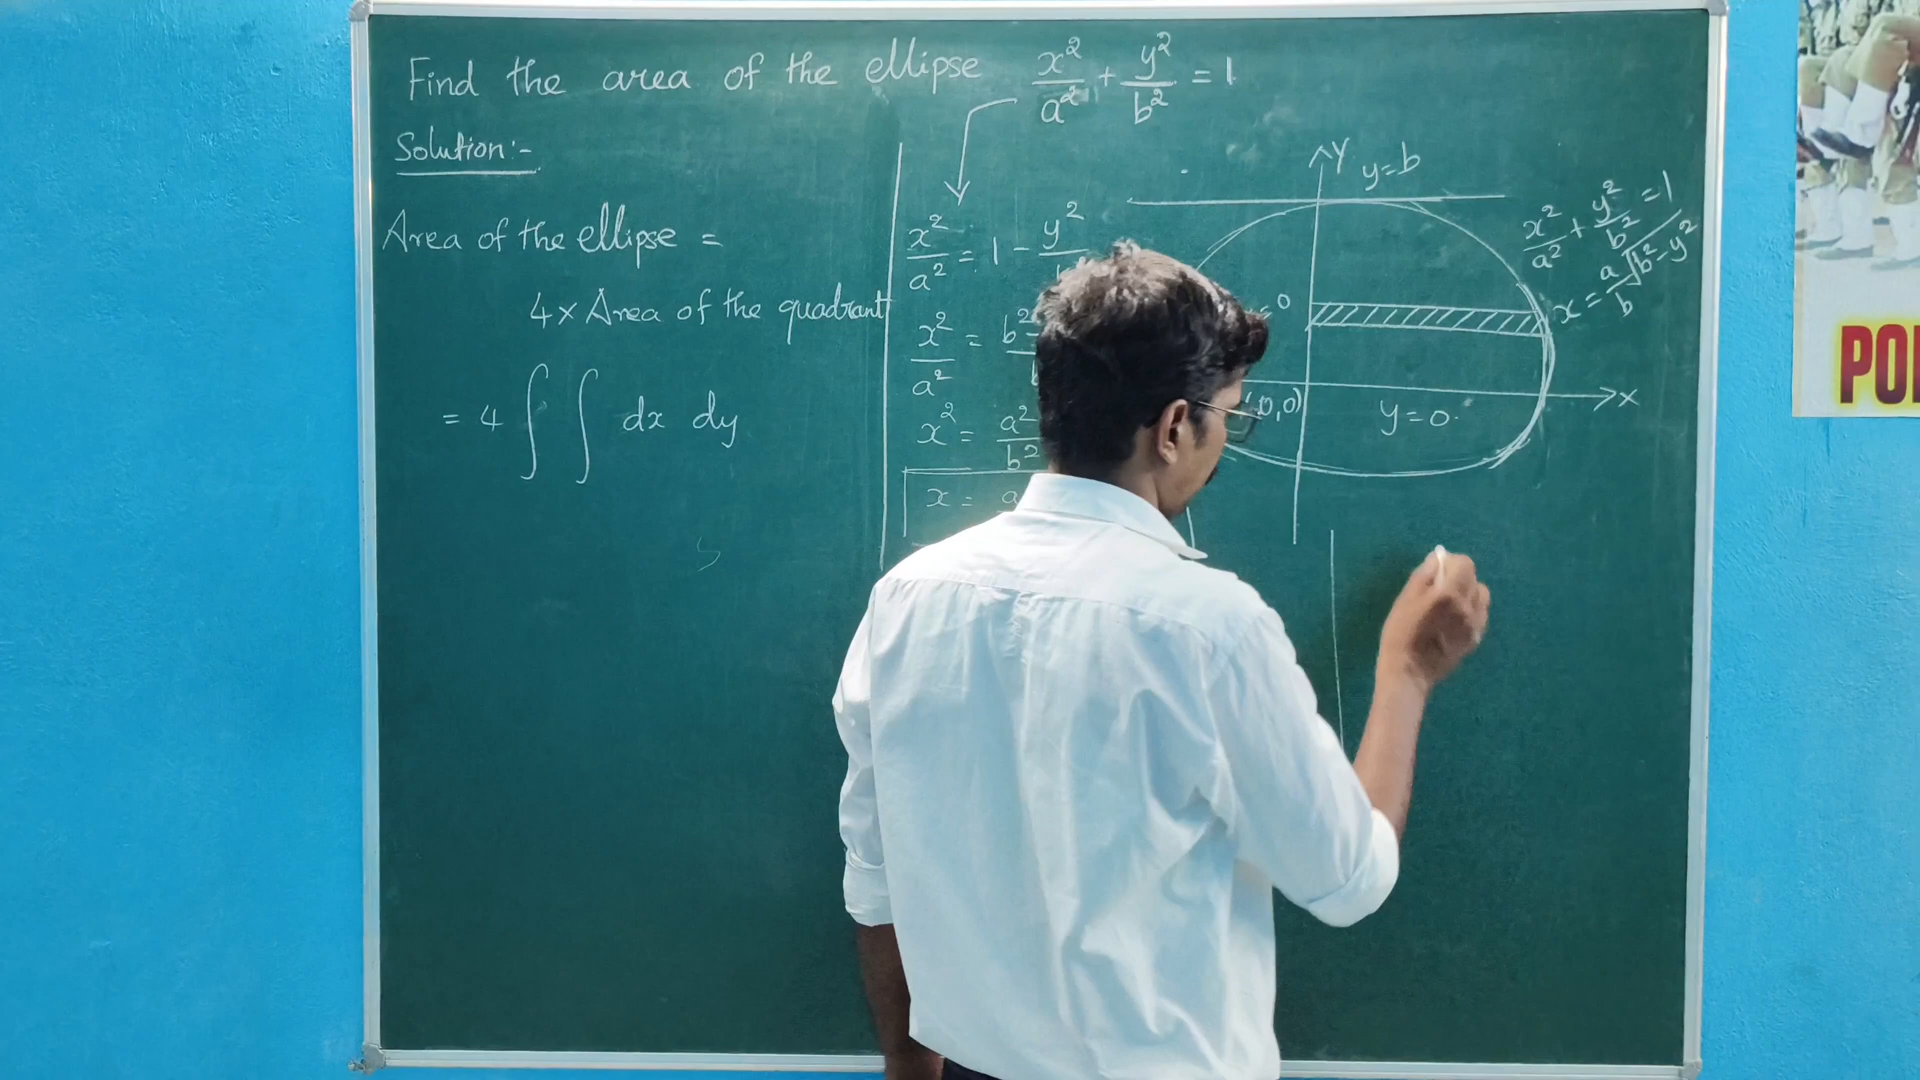 Find the area of the ellipse x²/a² + y²/b² = 1
Solution:-
Area of the ellipse =
4 × Area of the quadrant
= 4 ∫ ∫ dx dy
x²/a² = 1 - y²
x²/a² = b²
x² = a²/b²
x = a
Y
y=b
x²/a² + y²/b² = 1
x = a/b √b²-y²
=0
(0,0)
y=0
x